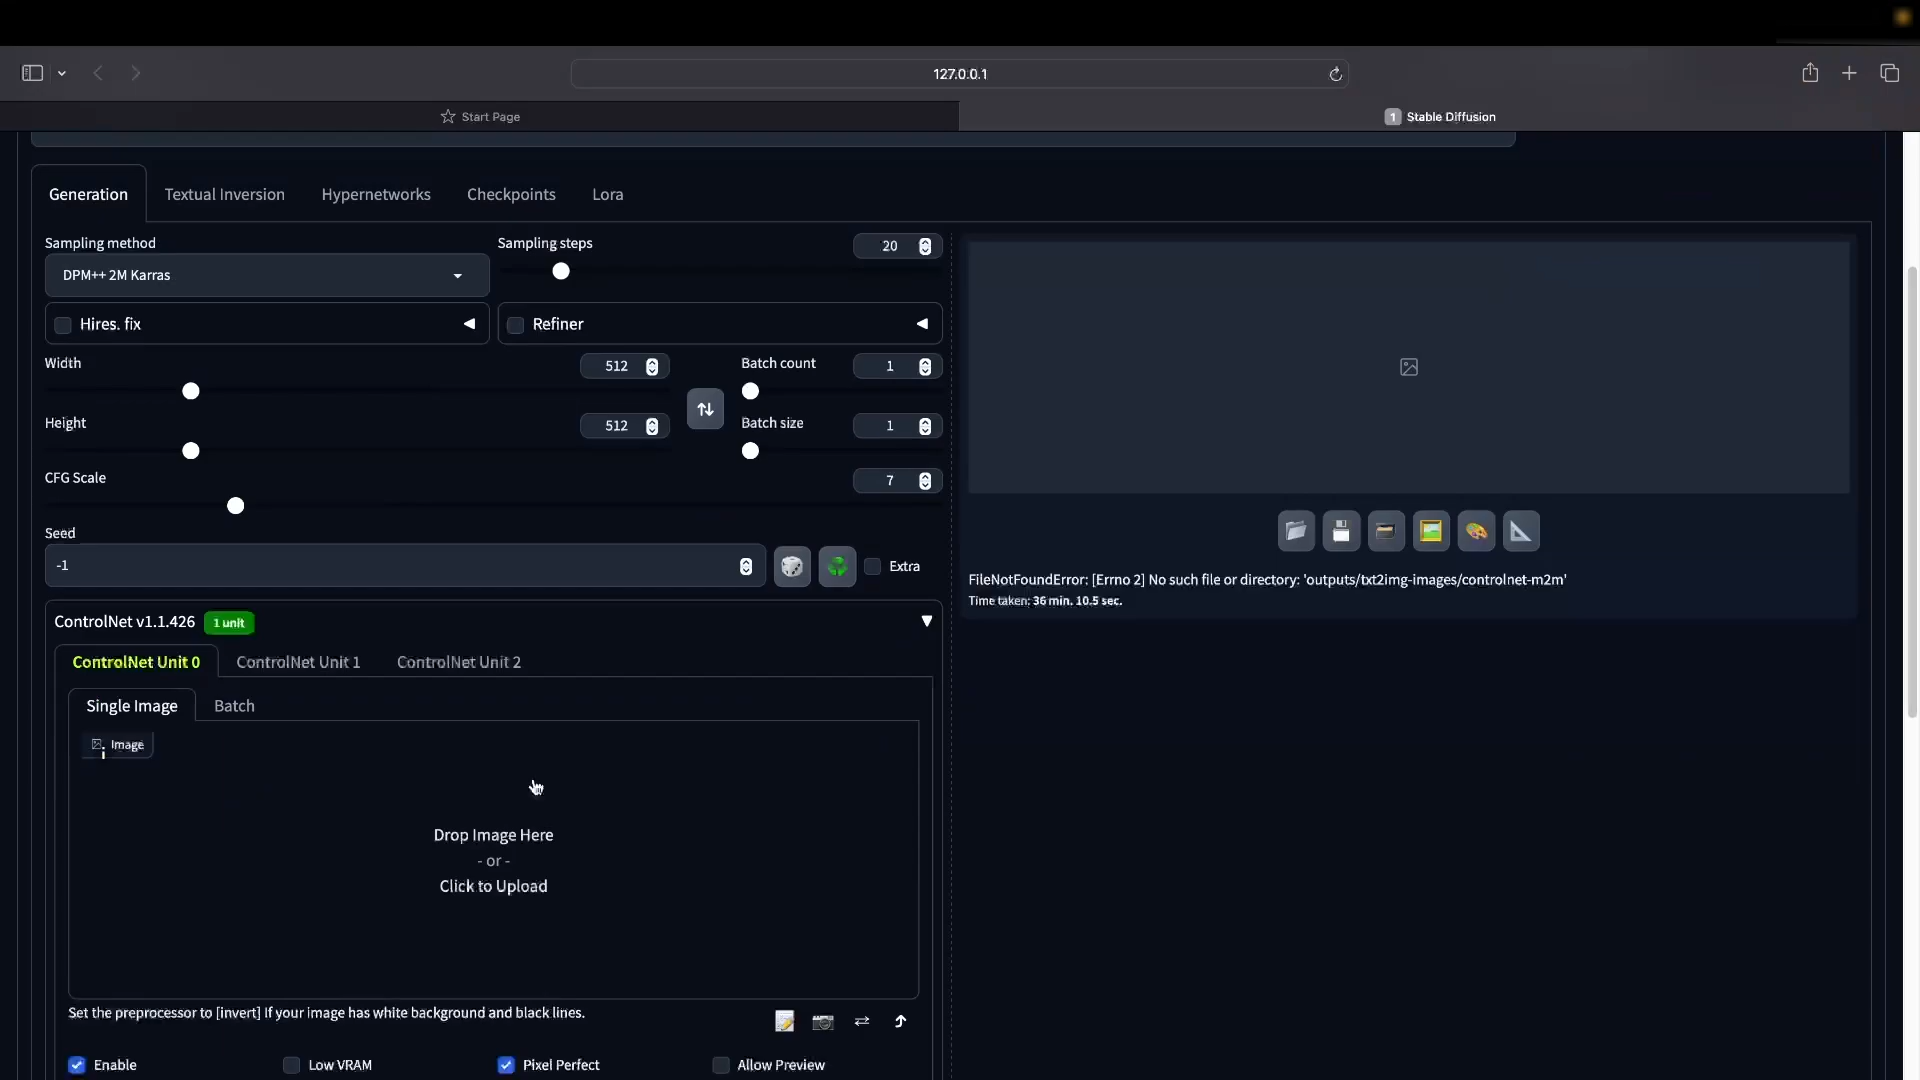 127.0.0.1
Start Page
1 Stable Diffusion
Generation Textual Inversion Hypernetworks Checkpoints Lora
Sampling method
DPM++ 2M Karras
Sampling steps
20
Hires. fix
Refiner
Width
512
Batch count
1
Height
512
Batch size
1
CFG Scale
7
Seed
-1
Extra
FileNotFoundError: [Errno 2] No such file or directory: 'outputs/txt2img-images/controlnet-m2m'
Time taken: 36 min. 10.5 sec.
ControlNet v1.1.426 1 unit
ControlNet Unit 0 ControlNet Unit 1 ControlNet Unit 2
Single Image Batch
Image
Drop Image Here
- or -
Click to Upload
Set the preprocessor to [invert] If your image has white background and black lines.
Enable Low VRAM Pixel Perfect Allow Preview